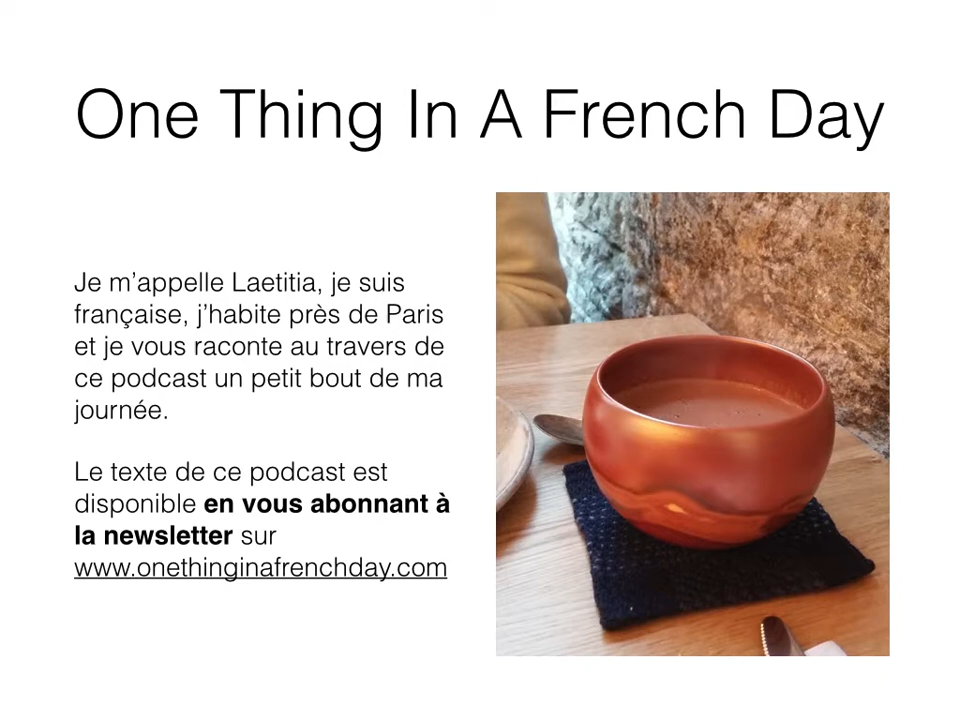 One Thing In A French Day
Je m’appelle Laetitia, je suis
française, j’habite près de Paris
et je vous raconte au travers de
ce podcast un petit bout de ma
journée.
Le texte de ce podcast est
disponible en vous abonnant à
la newsletter sur
www.onethinginafrenchday.com